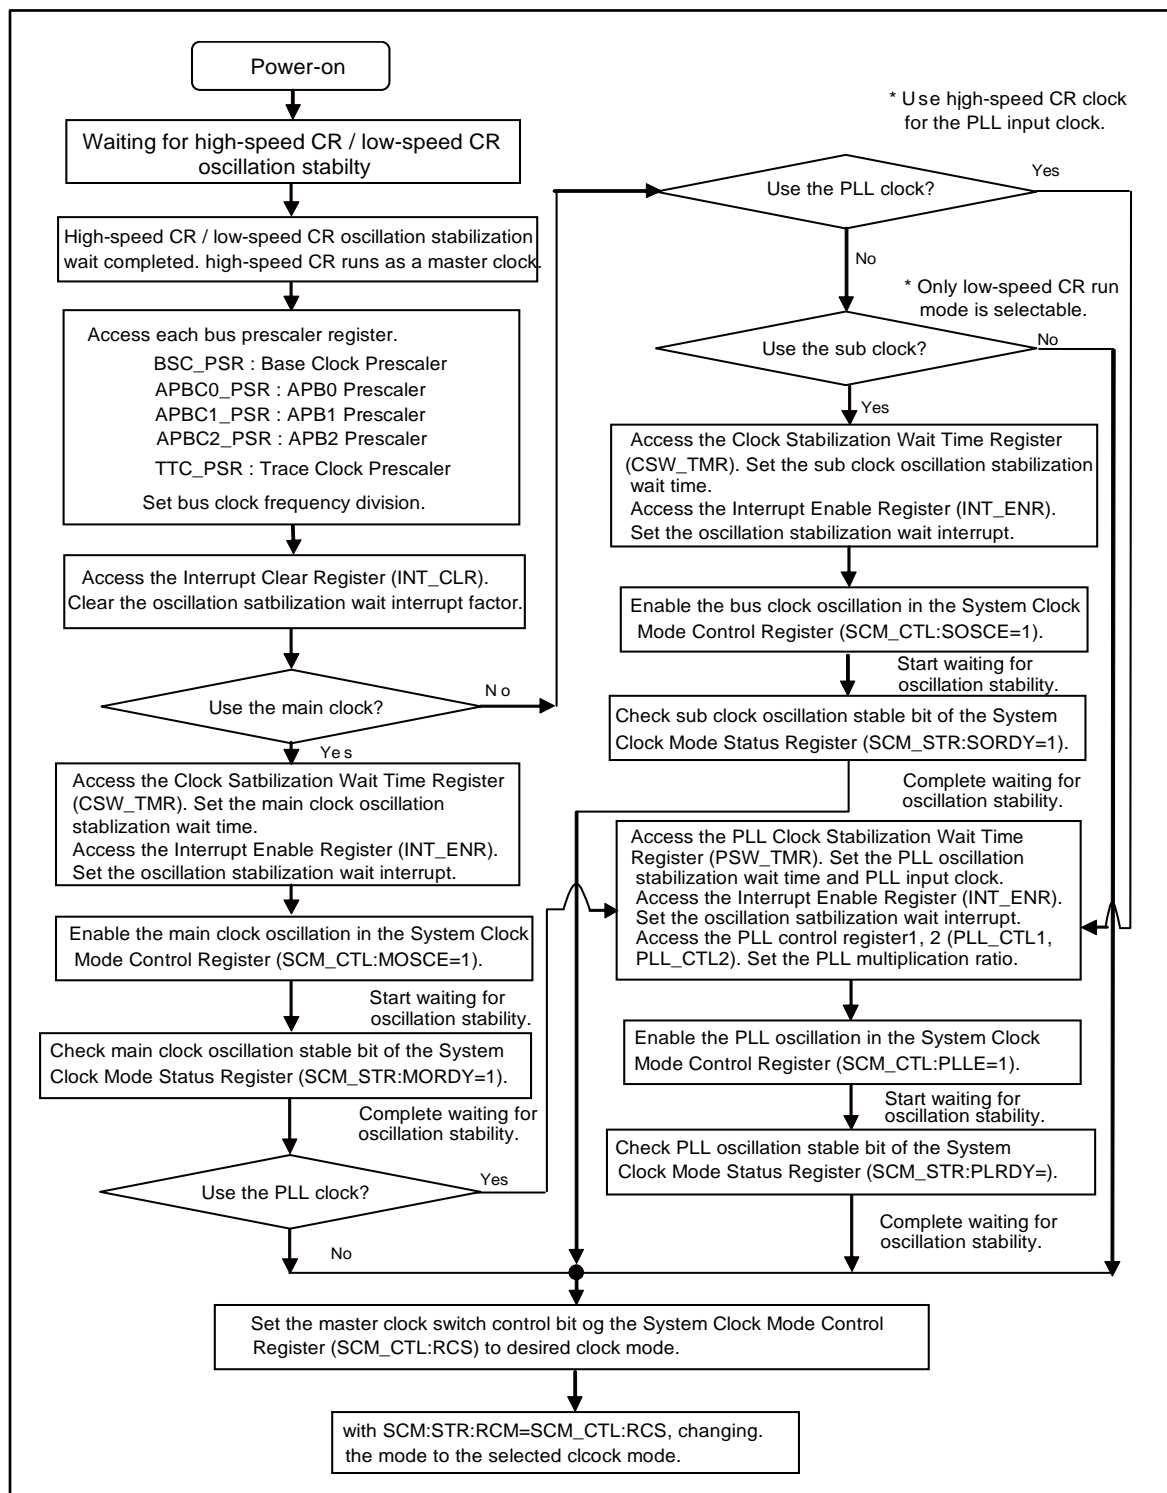 Power-on
Waiting for high-speed CR / low-speed CR
oscillation stabilty
High-speed CR / low-speed CR oscillation stabilization
wait completed. high-speed CR runs as a master clock.
Access each bus prescaler register.
BSC_PSR : Base Clock Prescaler
APBC0_PSR : APB0 Prescaler
APBC1_PSR : APB1 Prescaler
APBC2_PSR : APB2 Prescaler
TTC_PSR : Trace Clock Prescaler
Set bus clock frequency division.
Access the Interrupt Clear Register (INT_CLR).
Clear the oscillation satbilization wait interrupt factor.
Use the main clock?
No
Yes
Access the Clock Satbilization Wait Time Register
(CSW_TMR). Set the main clock oscillation
stablization wait time.
Access the Interrupt Enable Register (INT_ENR).
Set the oscillation stabilization wait interrupt.
Enable the main clock oscillation in the System Clock
Mode Control Register (SCM_CTL:MOSCE=1).
Start waiting for
oscillation stability.
Check main clock oscillation stable bit of the System
Clock Mode Status Register (SCM_STR:MORDY=1).
Complete waiting for
oscillation stability.
Use the PLL clock?
Yes
No
* Use high-speed CR clock
for the PLL input clock.
Use the PLL clock?
Yes
No
* Only low-speed CR run
mode is selectable.
Use the sub clock?
No
Yes
Access the Clock Stabilization Wait Time Register
(CSW_TMR). Set the sub clock oscillation stabilization
wait time.
Access the Interrupt Enable Register (INT_ENR).
Set the oscillation stabilization wait interrupt.
Enable the bus clock oscillation in the System Clock
Mode Control Register (SCM_CTL:SOSCE=1).
Start waiting for
oscillation stability.
Check sub clock oscillation stable bit of the System
Clock Mode Status Register (SCM_STR:SORDY=1).
Complete waiting for
oscillation stability.
Access the PLL Clock Stabilization Wait Time
Register (PSW_TMR). Set the PLL oscillation
stabilization wait time and PLL input clock.
Access the Interrupt Enable Register (INT_ENR).
Set the oscillation satbilization wait interrupt.
Access the PLL control register1, 2 (PLL_CTL1,
PLL_CTL2). Set the PLL multiplication ratio.
Enable the PLL oscillation in the System Clock
Mode Control Register (SCM_CTL:PLLE=1).
Start waiting for
oscillation stability.
Check PLL oscillation stable bit of the System
Clock Mode Status Register (SCM_STR:PLRDY=).
Complete waiting for
oscillation stability.
Set the master clock switch control bit og the System Clock Mode Control
Register (SCM_CTL:RCS) to desired clock mode.
with SCM:STR:RCM=SCM_CTL:RCS, changing.
the mode to the selected clcock mode.